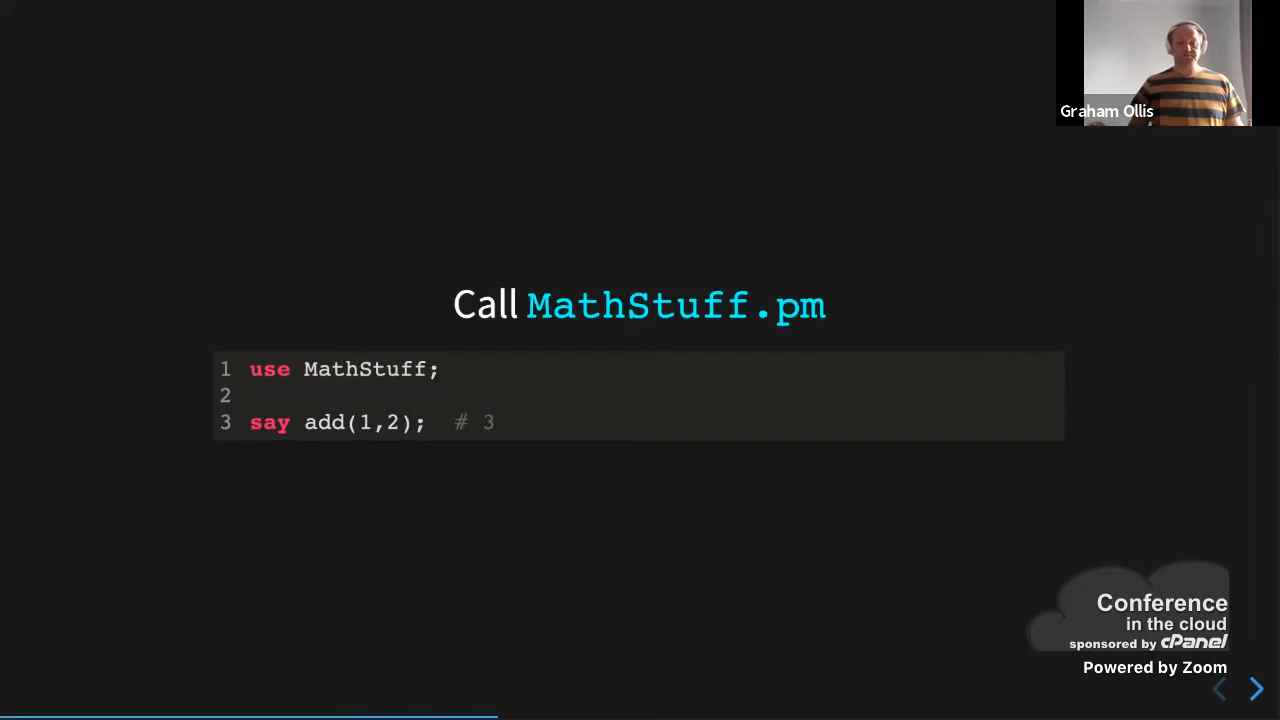 Graham Ollis
Call MathStuff.pm
1 use MathStuff;
2
3 say add(1,2);  # 3
Conference
in the cloud
sponsored by cPanel
Powered by Zoom